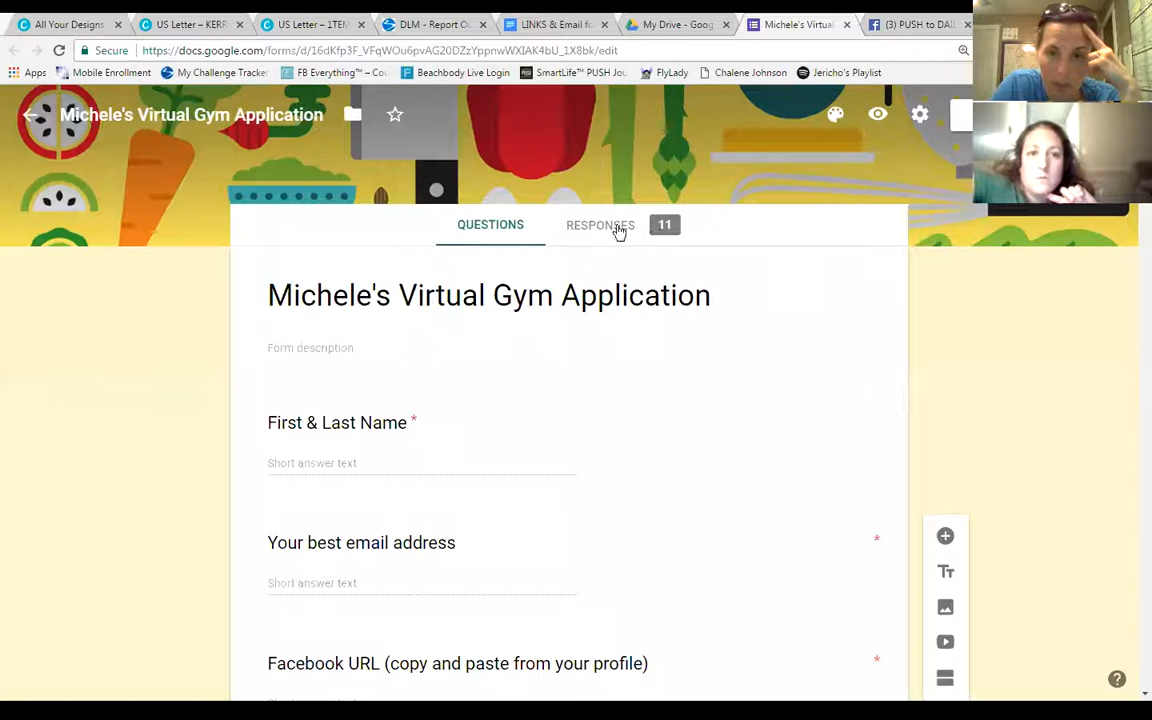 All Your Designs
US Letter – KERR
US Letter – 1TEM
DLM - Report O
LINKS & Email fo
My Drive - Goog
Michele's Virtual
(3) PUSH to DAI
Secure
https://docs.google.com/forms/d/16dKfp3F_VFqWOu6pvAG20DZzYppnwWXIAK4bU_1X8bk/edit
Apps
Mobile Enrollment
My Challenge Tracke
FB Everything™ – Cou
Beachbody Live Login
SmartLife™ PUSH Jou
FlyLady
Chalene Johnson
Jericho's Playlist
Michele's Virtual Gym Application
QUESTIONS
RESPONSES
11
Michele's Virtual Gym Application
Form description
First & Last Name *
Short answer text
Your best email address *
Short answer text
Facebook URL (copy and paste from your profile) *